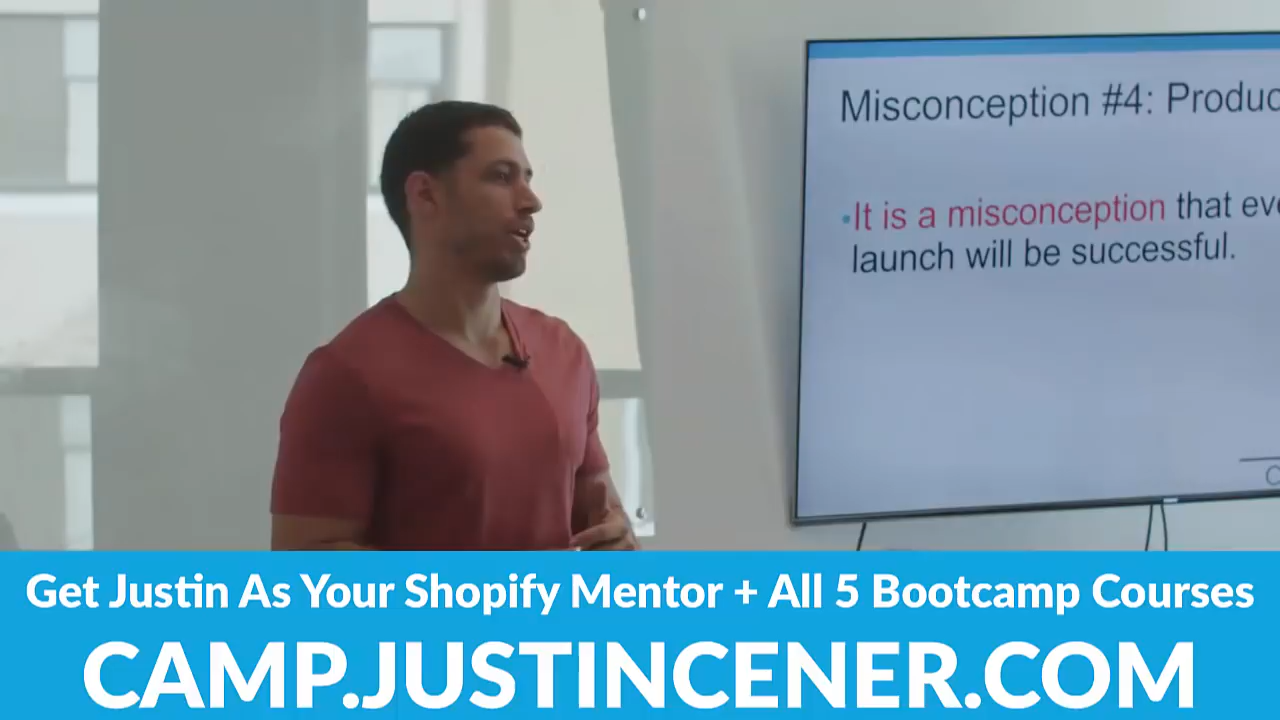 Misconception #4: Produc
•It is a misconception that eve
launch will be successful.
Get Justin As Your Shopify Mentor + All 5 Bootcamp Courses
CAMP.JUSTINCENER.COM